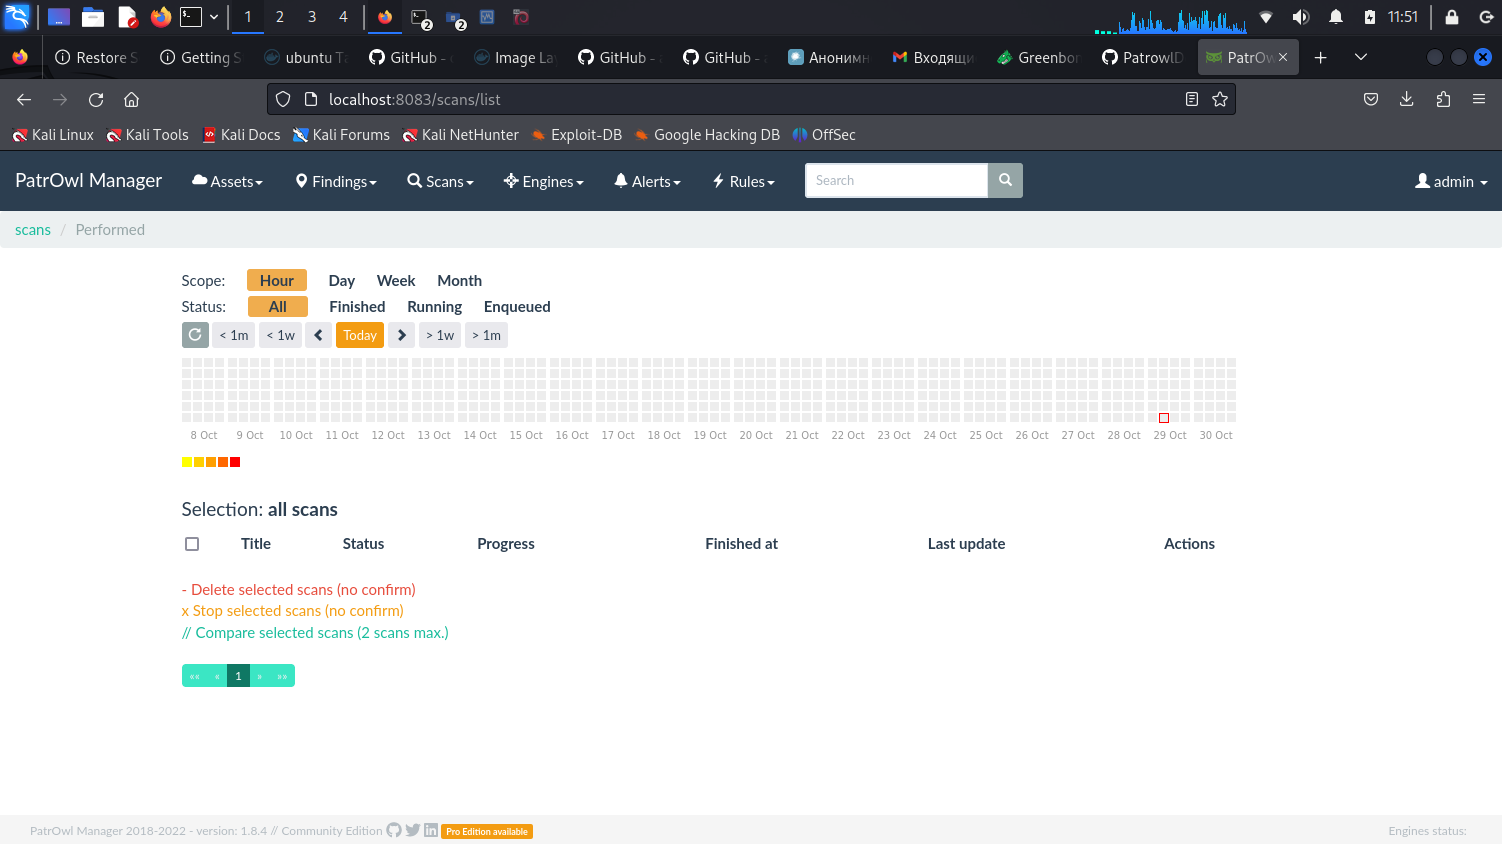 1 2 3 4 2 2 11:51
Restore S Getting S ubuntu Ta GitHub - Image La GitHub - GitHub - Анонимн Входящи Greenbon PatrowlD PatrOw
localhost:8083/scans/list
Kali Linux Kali Tools Kali Docs Kali Forums Kali NetHunter Exploit-DB Google Hacking DB OffSec
PatrOwl Manager Assets Findings Scans Engines Alerts Rules Search admin
scans / Performed
Scope: Hour Day Week Month
Status: All Finished Running Enqueued
< 1m < 1w Today > 1w > 1m
8 Oct 9 Oct 10 Oct 11 Oct 12 Oct 13 Oct 14 Oct 15 Oct 16 Oct 17 Oct 18 Oct 19 Oct 20 Oct 21 Oct 22 Oct 23 Oct 24 Oct 25 Oct 26 Oct 27 Oct 28 Oct 29 Oct 30 Oct
Selection: all scans
Title Status Progress Finished at Last update Actions
- Delete selected scans (no confirm)
x Stop selected scans (no confirm)
// Compare selected scans (2 scans max.)
«« « 1 » »»
PatrOwl Manager 2018-2022 - version: 1.8.4 // Community Edition Pro Edition available Engines status: